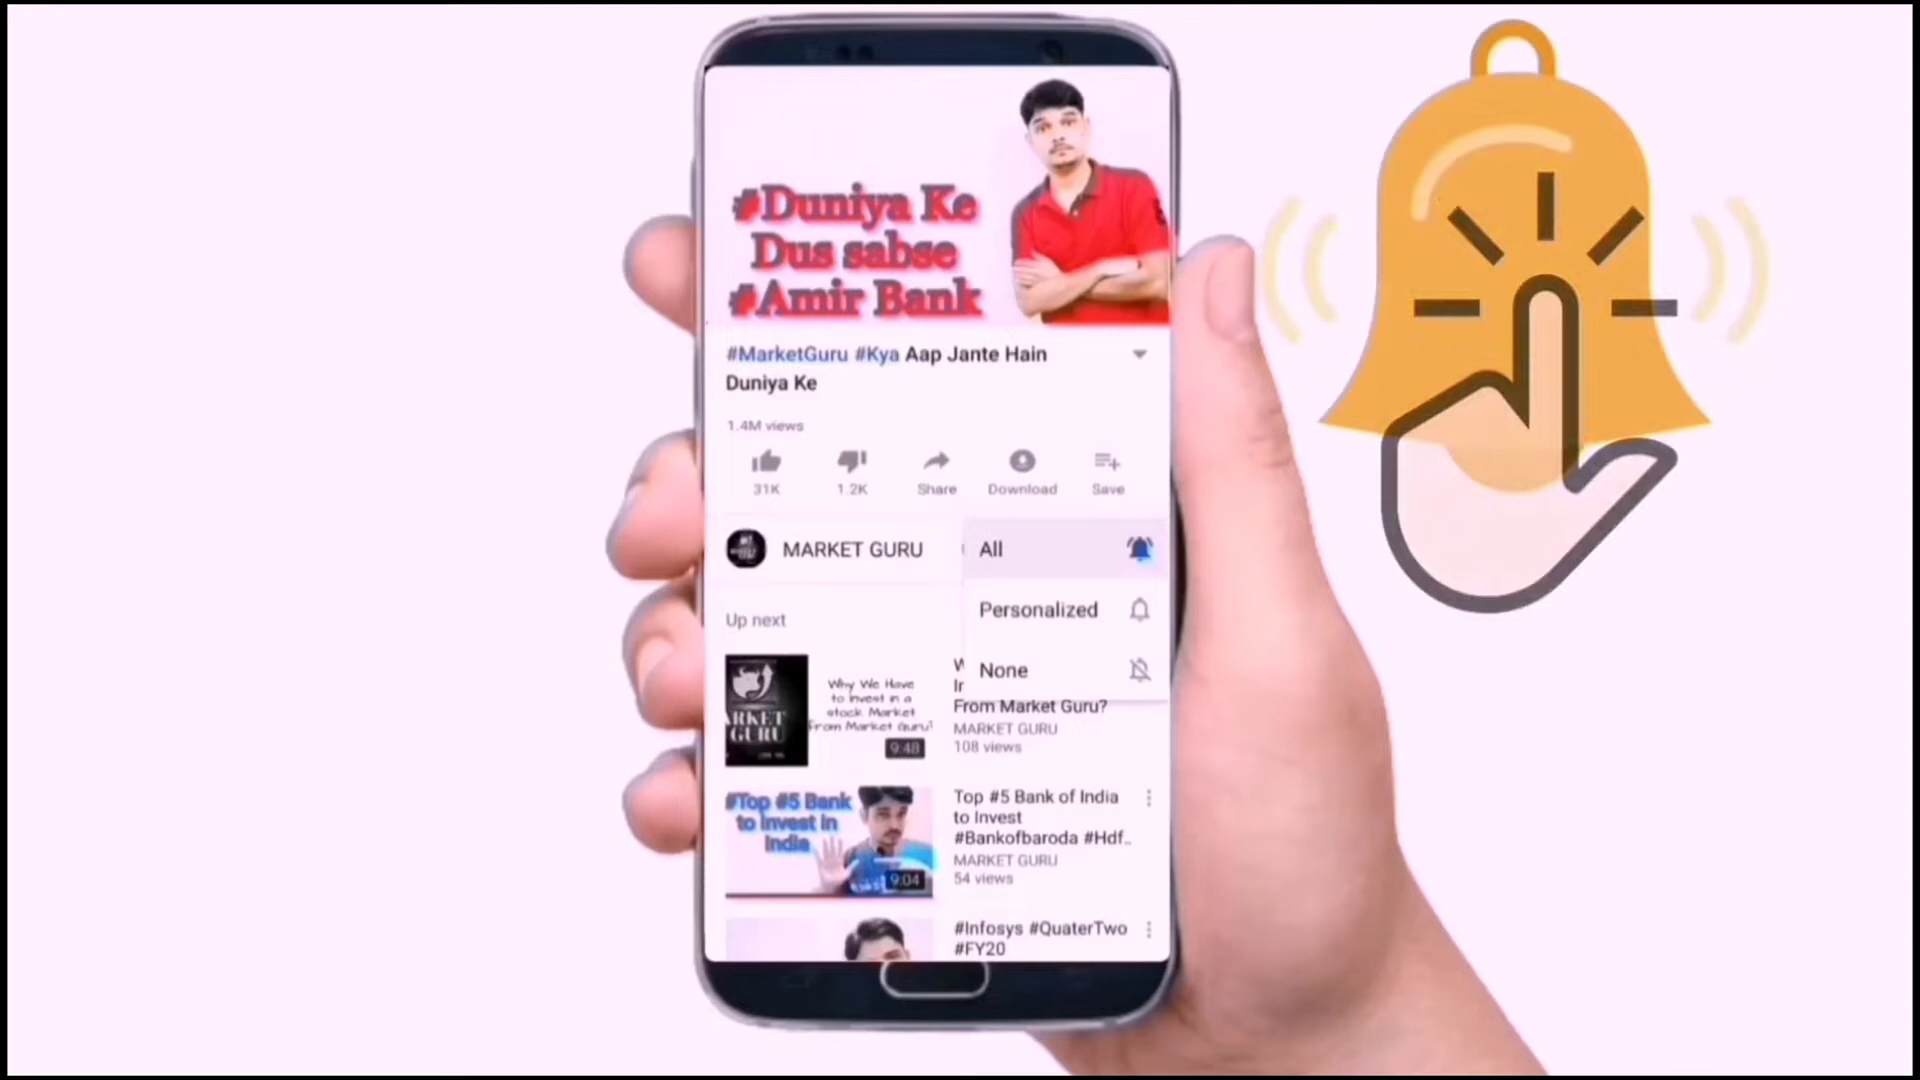 #Duniya Ke
Dus sabse
#Amir Bank
#MarketGuru #Kya Aap Jante Hain
Duniya Ke
1.4M views
31K
1.2K
Share
Download
Save
MARKET GURU
All
Personalized
None
Up next
Why We Have
to invest in a
stock Market
From Market Guru?
ARKET
GURU
9:48
From Market Guru?
MARKET GURU
108 views
#Top #5 Bank
to Invest in
India
9:04
Top #5 Bank of India
to Invest
#Bankofbaroda #Hdf..
MARKET GURU
54 views
#Infosys #QuaterTwo
#FY20